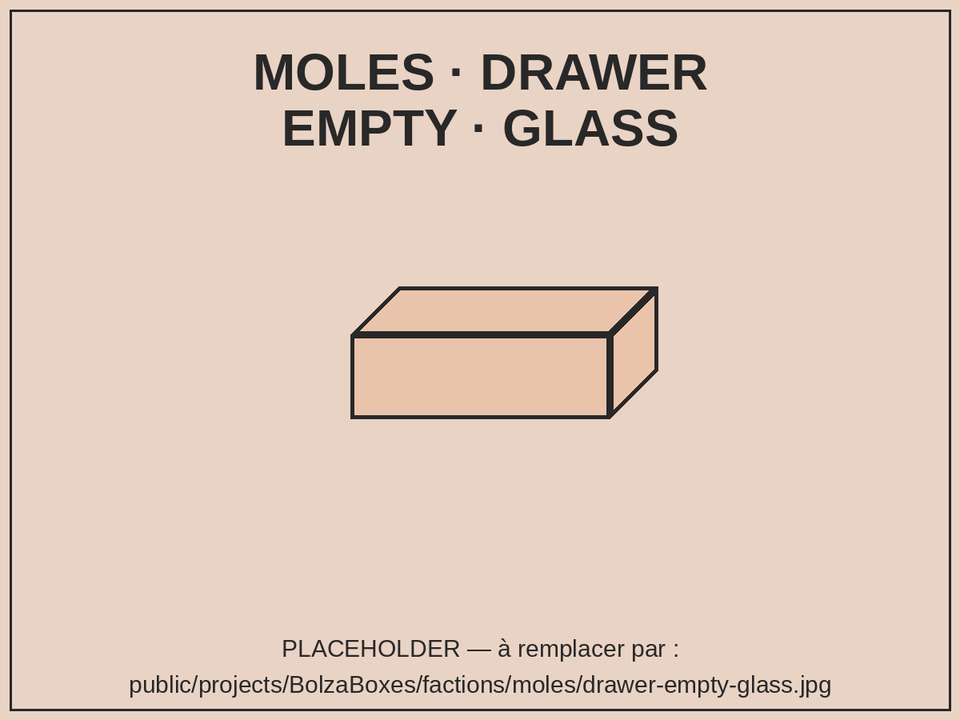 MOLES · DRAWER
EMPTY · GLASS
PLACEHOLDER — à remplacer par :
public/projects/BolzaBoxes/factions/moles/drawer-empty-glass.jpg